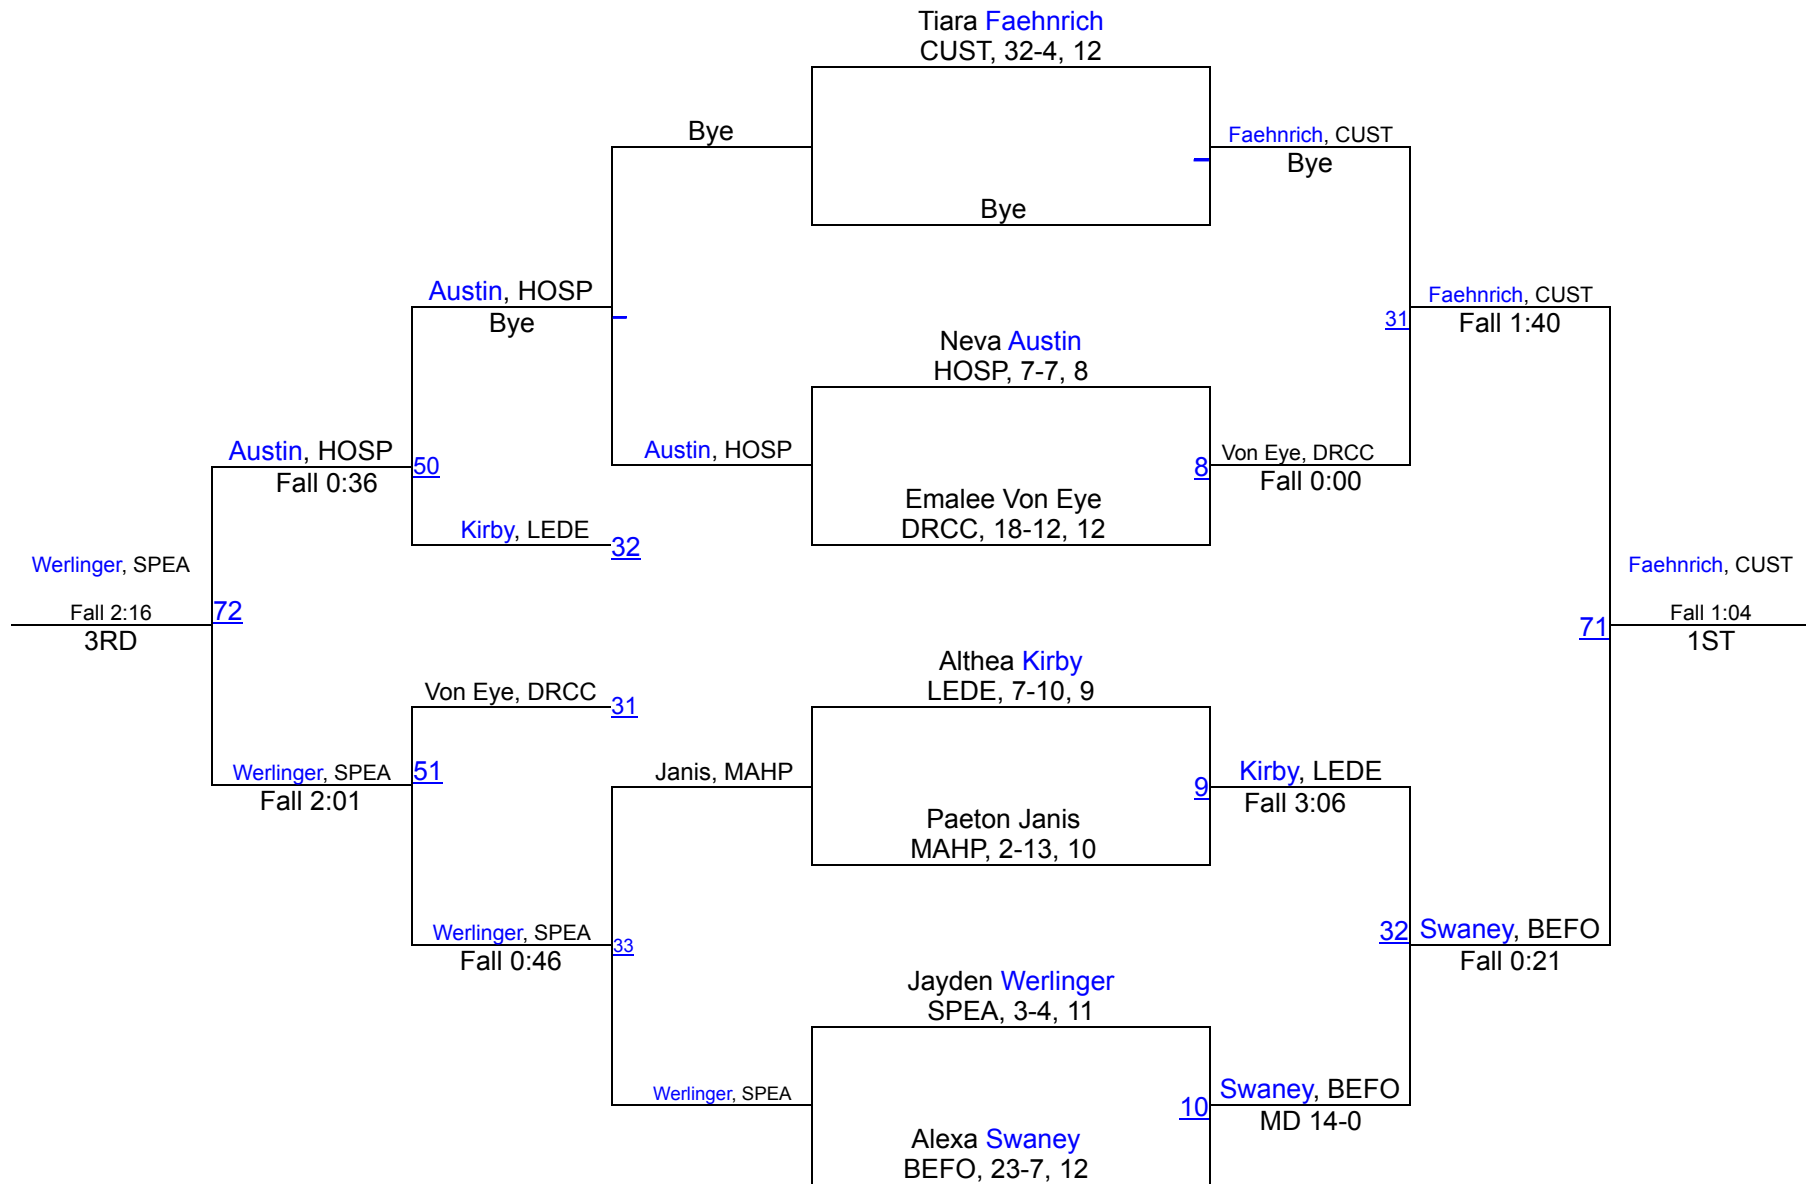 Tiara Faehnrich
CUST, 32-4, 12
Bye
Faehnrich, CUST
Bye
Bye
Austin, HOSP
Bye
Faehnrich, CUST
31
Fall 1:40
Neva Austin
HOSP, 7-7, 8
Austin, HOSP
Fall 0:36
50
Austin, HOSP
8
Von Eye, DRCC
Fall 0:00
Emalee Von Eye
DRCC, 18-12, 12
Kirby, LEDE
32
Werlinger, SPEA
Fall 2:16
3RD
72
Faehnrich, CUST
Fall 1:04
1ST
71
Althea Kirby
LEDE, 7-10, 9
Von Eye, DRCC
31
Werlinger, SPEA
Fall 2:01
51
Janis, MAHP
9
Kirby, LEDE
Fall 3:06
Paeton Janis
MAHP, 2-13, 10
Werlinger, SPEA
Fall 0:46
33
32
Swaney, BEFO
Fall 0:21
Jayden Werlinger
SPEA, 3-4, 11
Werlinger, SPEA
10
Swaney, BEFO
MD 14-0
Alexa Swaney
BEFO, 23-7, 12